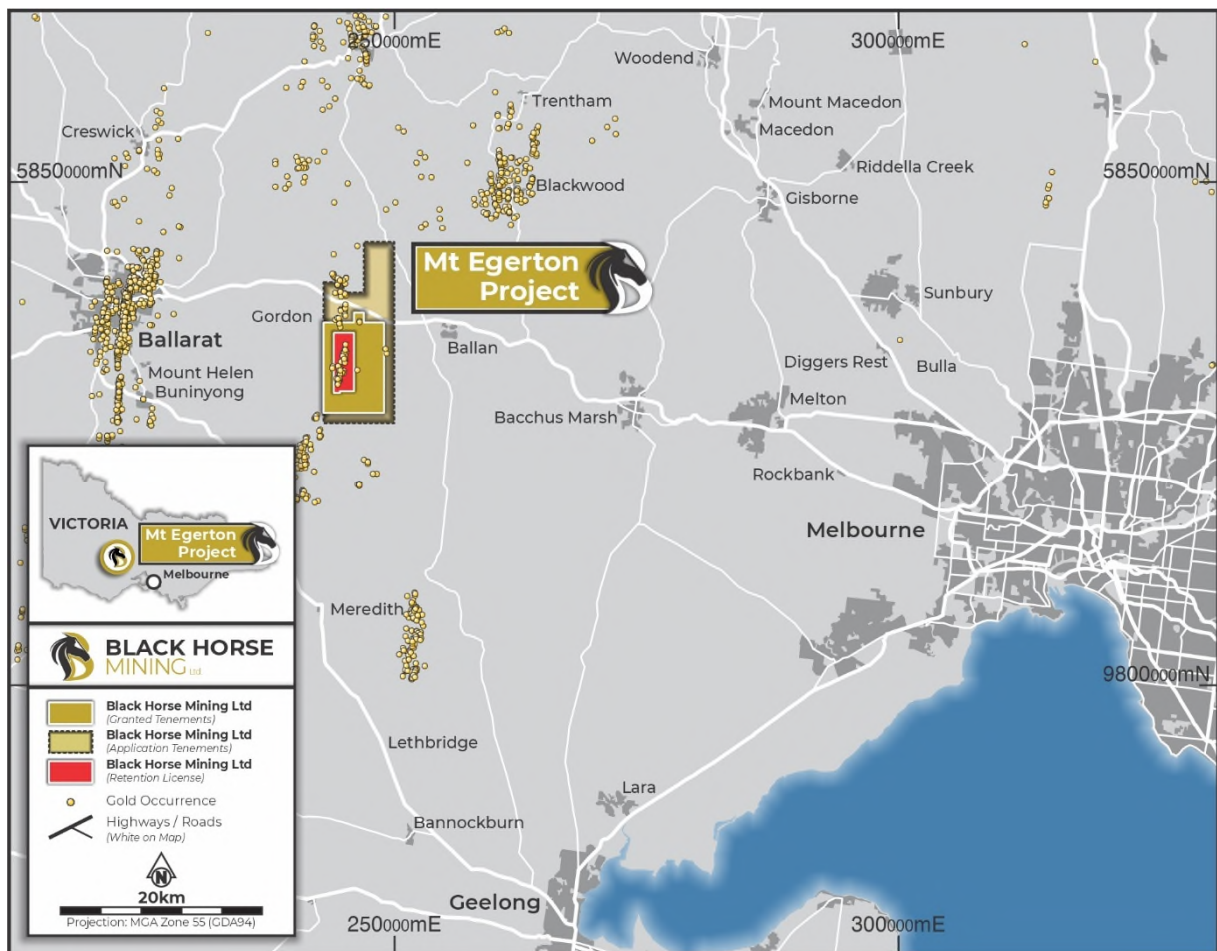 250000mE
300000mE
Woodend
Trentham
Mount Macedon
Macedon
Creswick
Riddella Creek
5850000mN
5850000mN
Blackwood
Gisborne
Mt Egerton
Project
Sunbury
Gordon
Ballarat
Ballan
Diggers Rest
Bulla
Mount Helen
Buninyong
Melton
Bacchus Marsh
Rockbank
Melbourne
VICTORIA
Mt Egerton
Project
Melbourne
Meredith
BLACK HORSE
MINING Ltd.
9800000mN
Black Horse Mining Ltd
(Granted Tenements)
Black Horse Mining Ltd
(Application Tenements)
Black Horse Mining Ltd
(Retention License)
Gold Occurrence
Highways / Roads
(White on Map)
N
20km
Projection: MGA Zone 55 (GDA94)
Lethbridge
Lara
Bannockburn
Geelong
250000mE
300000mE